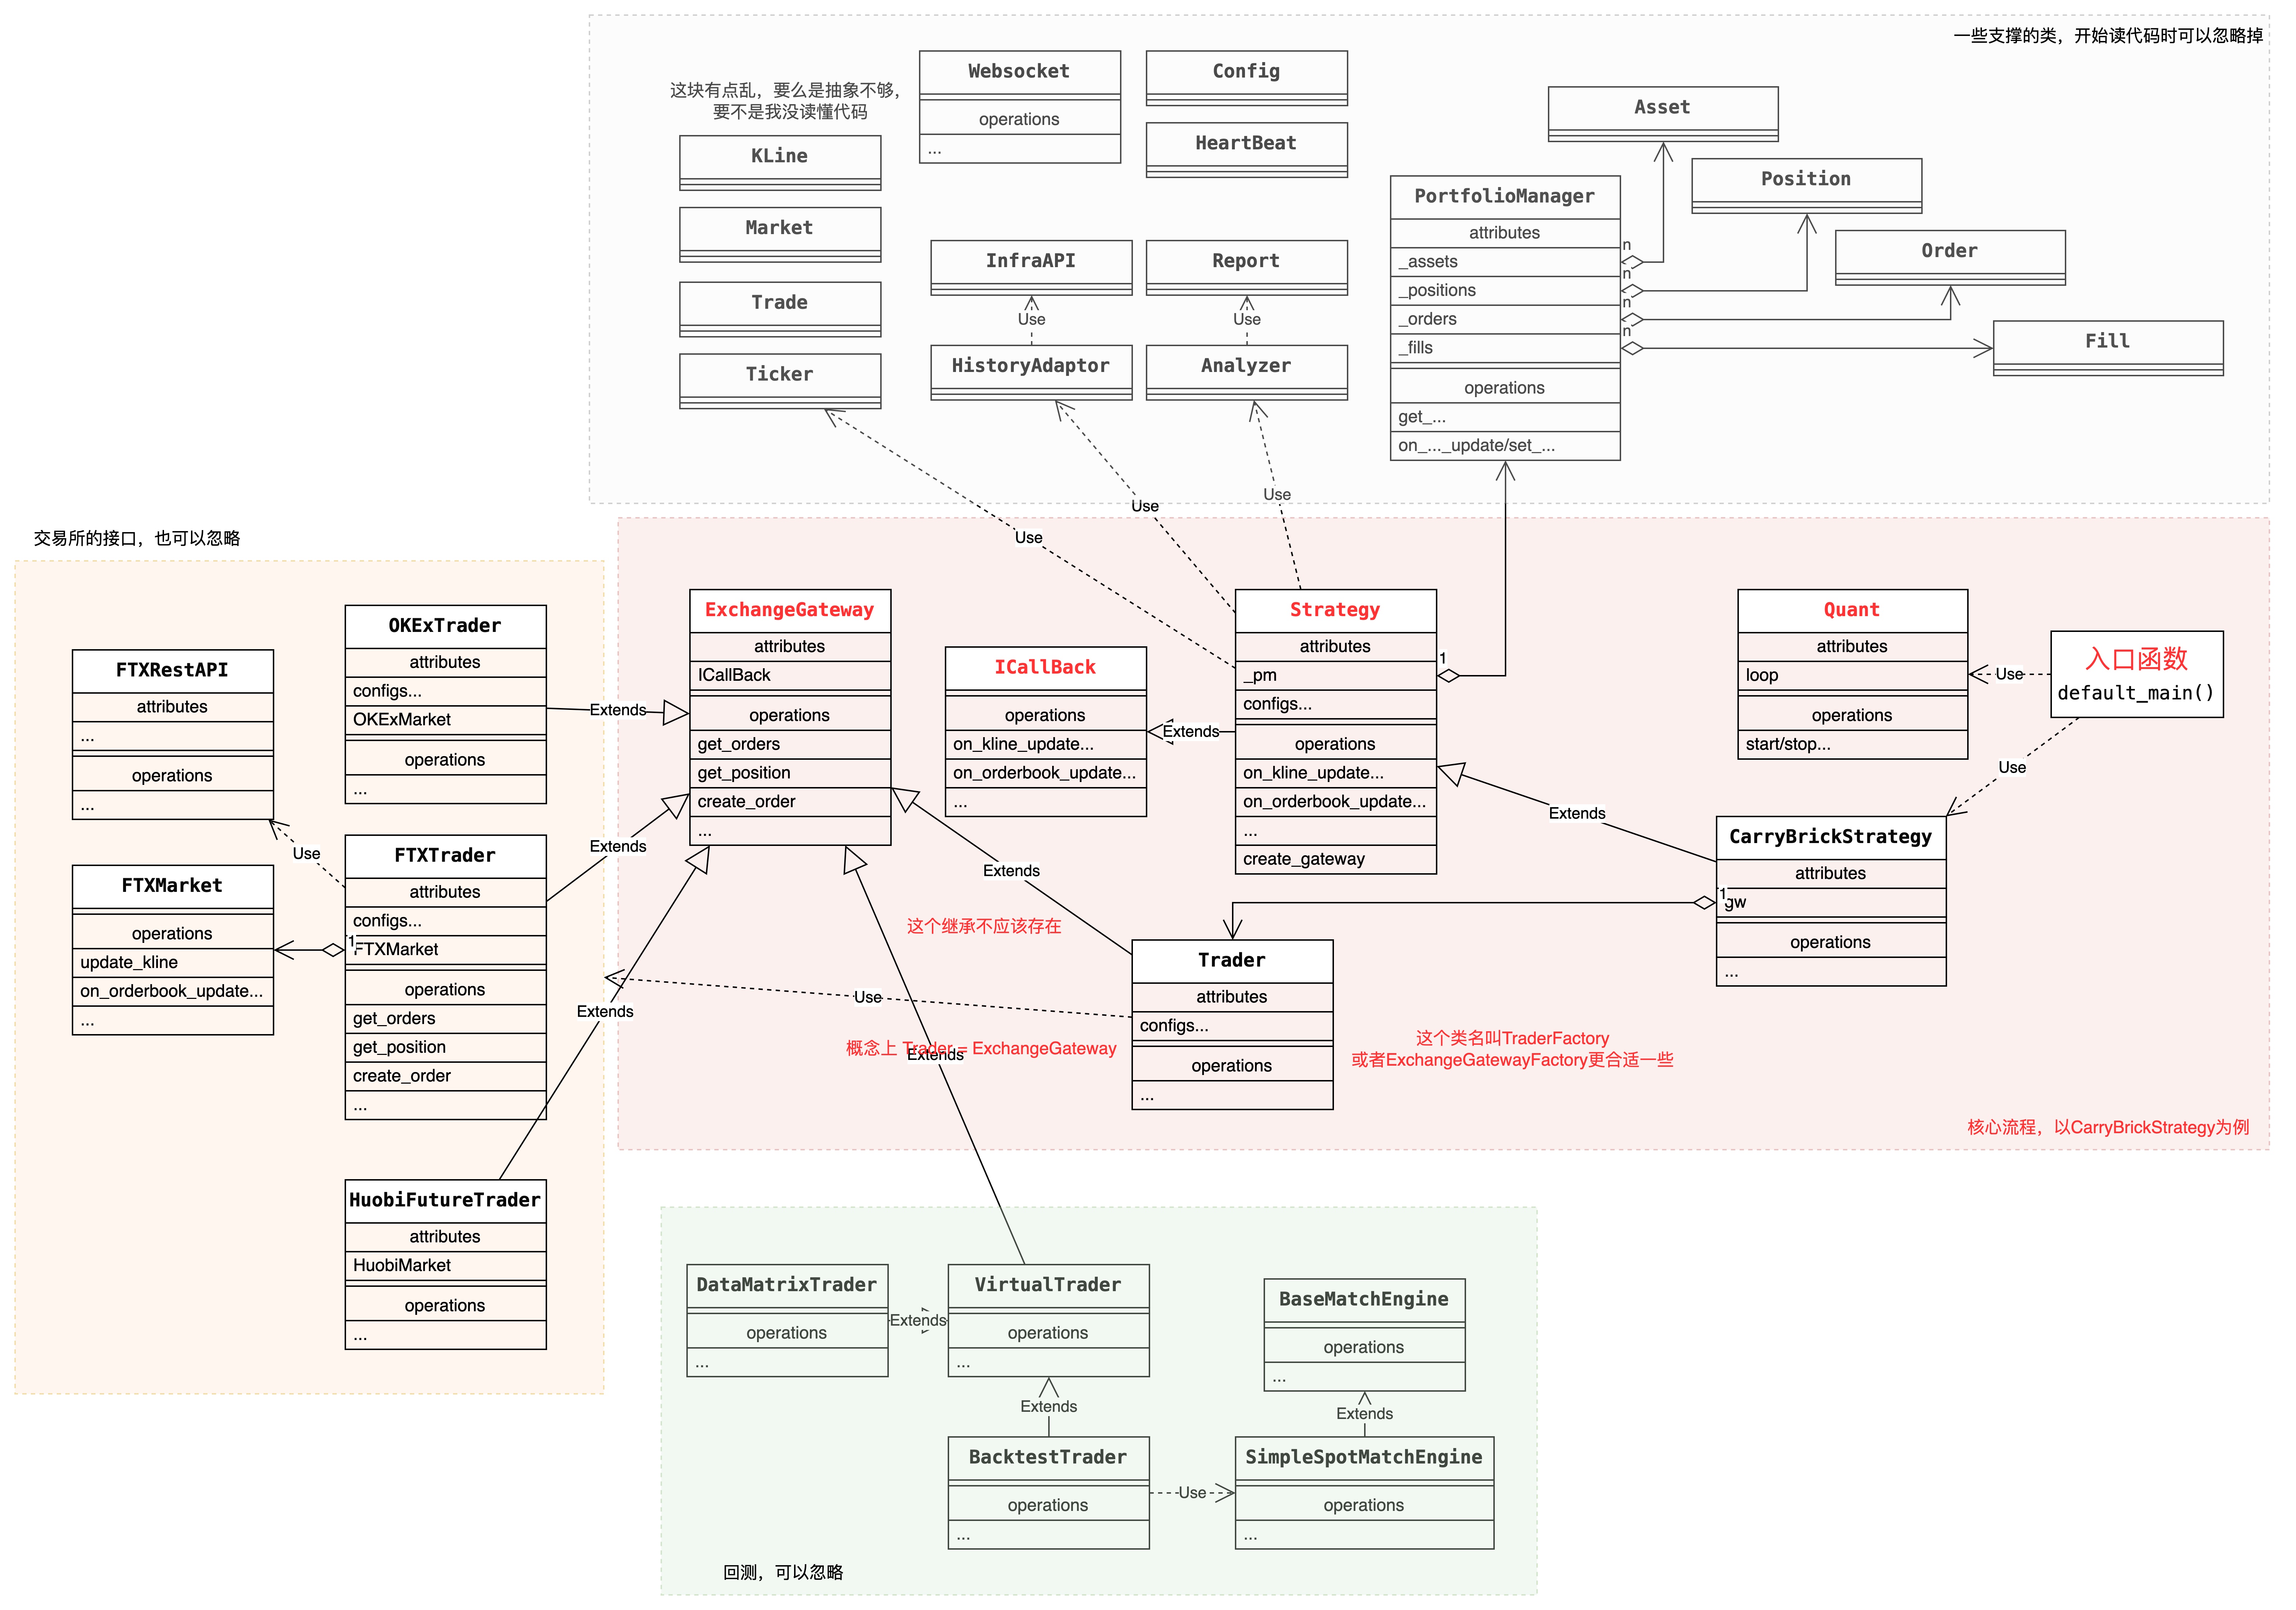 一些支撑的类，开始读代码时可以忽略掉
这块有点乱，要么是抽象不够，
要不是我没读懂代码
KLine
Market
Trade
Ticker
Websocket
operations
...
Config
HeartBeat
InfraAPI
Use
HistoryAdaptor
Report
Use
Analyzer
PortfolioManager
attributes
_assets
_positions
_orders
_fills
operations
get_...
on_..._update/set_...
n
n
n
n
Asset
Position
Order
Fill
Use
Use
Use
交易所的接口，也可以忽略
FTXRestAPI
attributes
...
operations
...
FTXMarket
operations
update_kline
on_orderbook_update...
...
OKExTrader
attributes
configs...
OKExMarket
operations
...
Use
FTXTrader
attributes
configs...
1
FTXMarket
operations
get_orders
get_position
create_order
...
HuobiFutureTrader
attributes
HuobiMarket
operations
...
Extends
Extends
Extends
ExchangeGateway
attributes
ICallBack
operations
get_orders
get_position
create_order
...
ICallBack
operations
on_kline_update...
on_orderbook_update...
...
Extends
Strategy
attributes
_pm
configs...
operations
on_kline_update...
on_orderbook_update...
...
create_gateway
1
Quant
attributes
loop
operations
start/stop...
Use
入口函数
default_main()
Use
Extends
CarryBrickStrategy
attributes
1
gw
operations
...
Extends
这个继承不应该存在
Use
概念上 Trader = ExchangeGateway
Extends
Trader
attributes
configs...
operations
...
这个类名叫TraderFactory
或者ExchangeGatewayFactory更合适一些
核心流程，以CarryBrickStrategy为例
DataMatrixTrader
operations
...
Extends
VirtualTrader
operations
...
Extends
BacktestTrader
operations
...
Use
BaseMatchEngine
operations
...
Extends
SimpleSpotMatchEngine
operations
...
回测，可以忽略